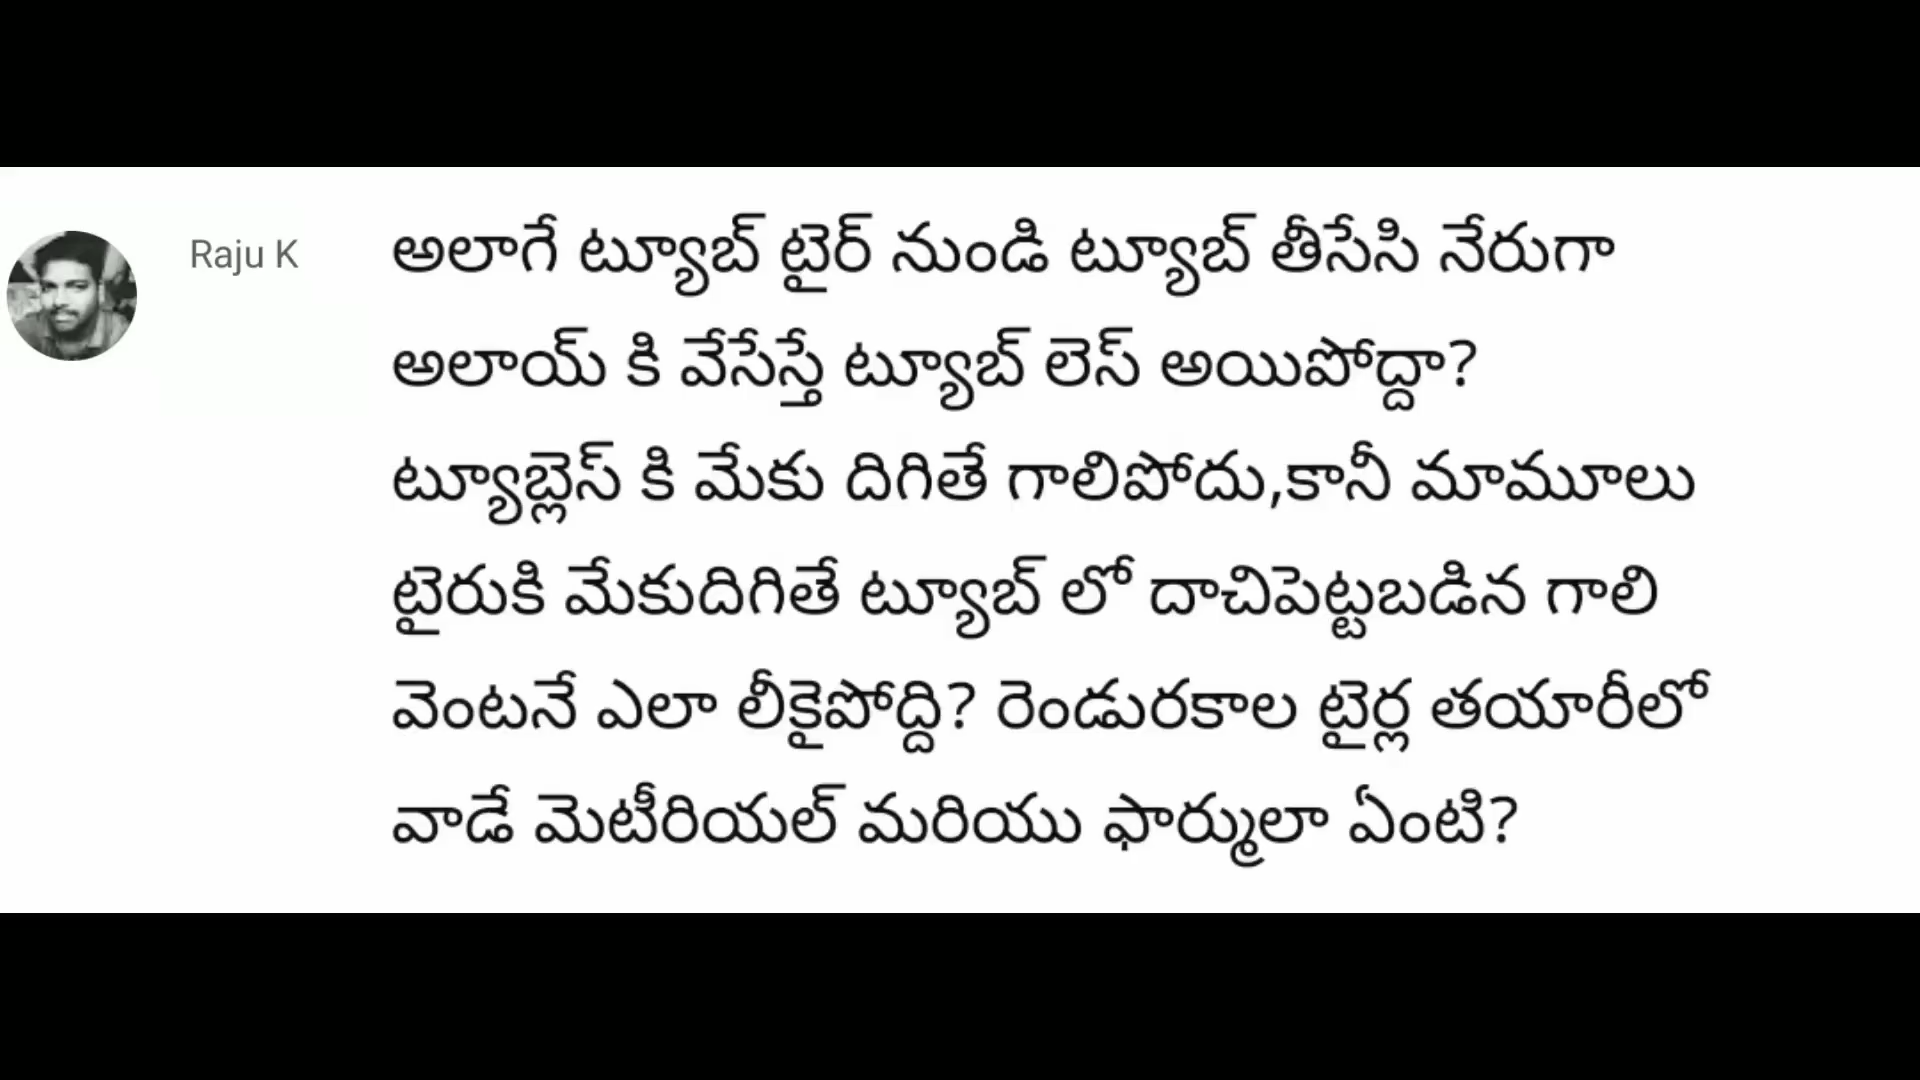 Raju K
అలాగే ట్యూబ్ టైర్ నుండి ట్యూబ్ తీసేసి నేరుగా
అలాయ్ కి వేసేస్తే ట్యూబ్ లెస్ అయిపోద్దా?
ట్యూబ్లెస్ కి మేకు దిగితే గాలిపోదు,కానీ మామూలు
టైరుకి మేకుదిగితే ట్యూబ్ లో దాచిపెట్టబడిన గాలి
వెంటనే ఎలా లీకైపోద్ది? రెండురకాల టైర్ల తయారీలో
వాడే మెటీరియల్ మరియు ఫార్ములా ఏంటి?